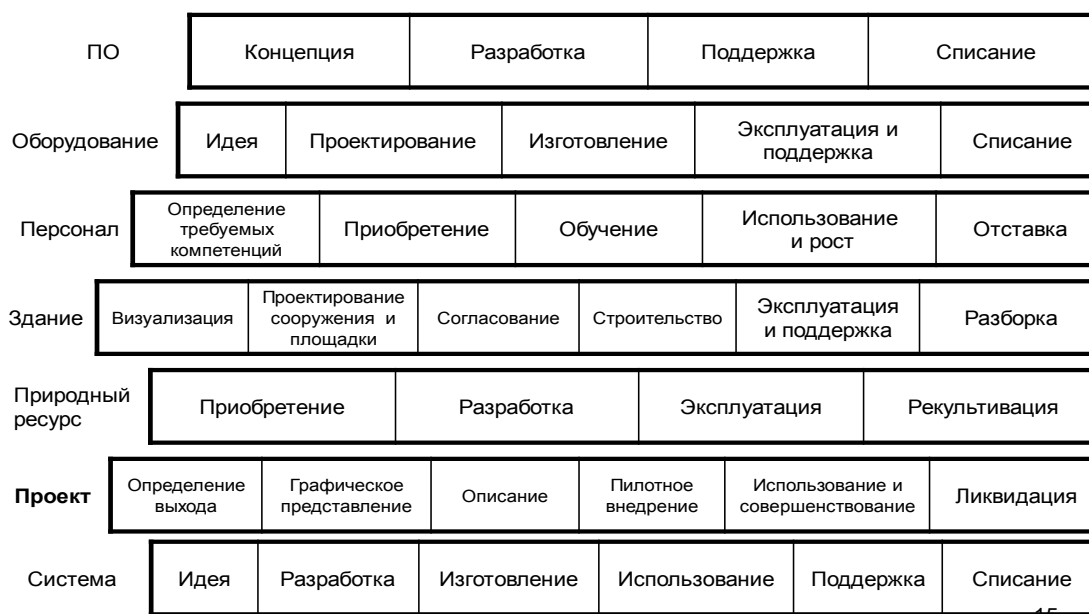 ПО
Концепция
Разработка
Поддержка
Списание
Оборудование
Идея
Проектирование
Изготовление
Эксплуатация и
поддержка
Списание
Персонал
Определение
требуемых
компетенций
Приобретение
Обучение
Использование
и рост
Отставка
Здание
Визуализация
Проектирование
сооружения и
площадки
Согласование
Строительство
Эксплуатация
и поддержка
Разборка
Природный
ресурс
Приобретение
Разработка
Эксплуатация
Рекультивация
Проект
Определение
выхода
Графическое
представление
Описание
Пилотное
внедрение
Использование и
совершенствование
Ликвидация
Система
Идея
Разработка
Изготовление
Использование
Поддержка
Списание